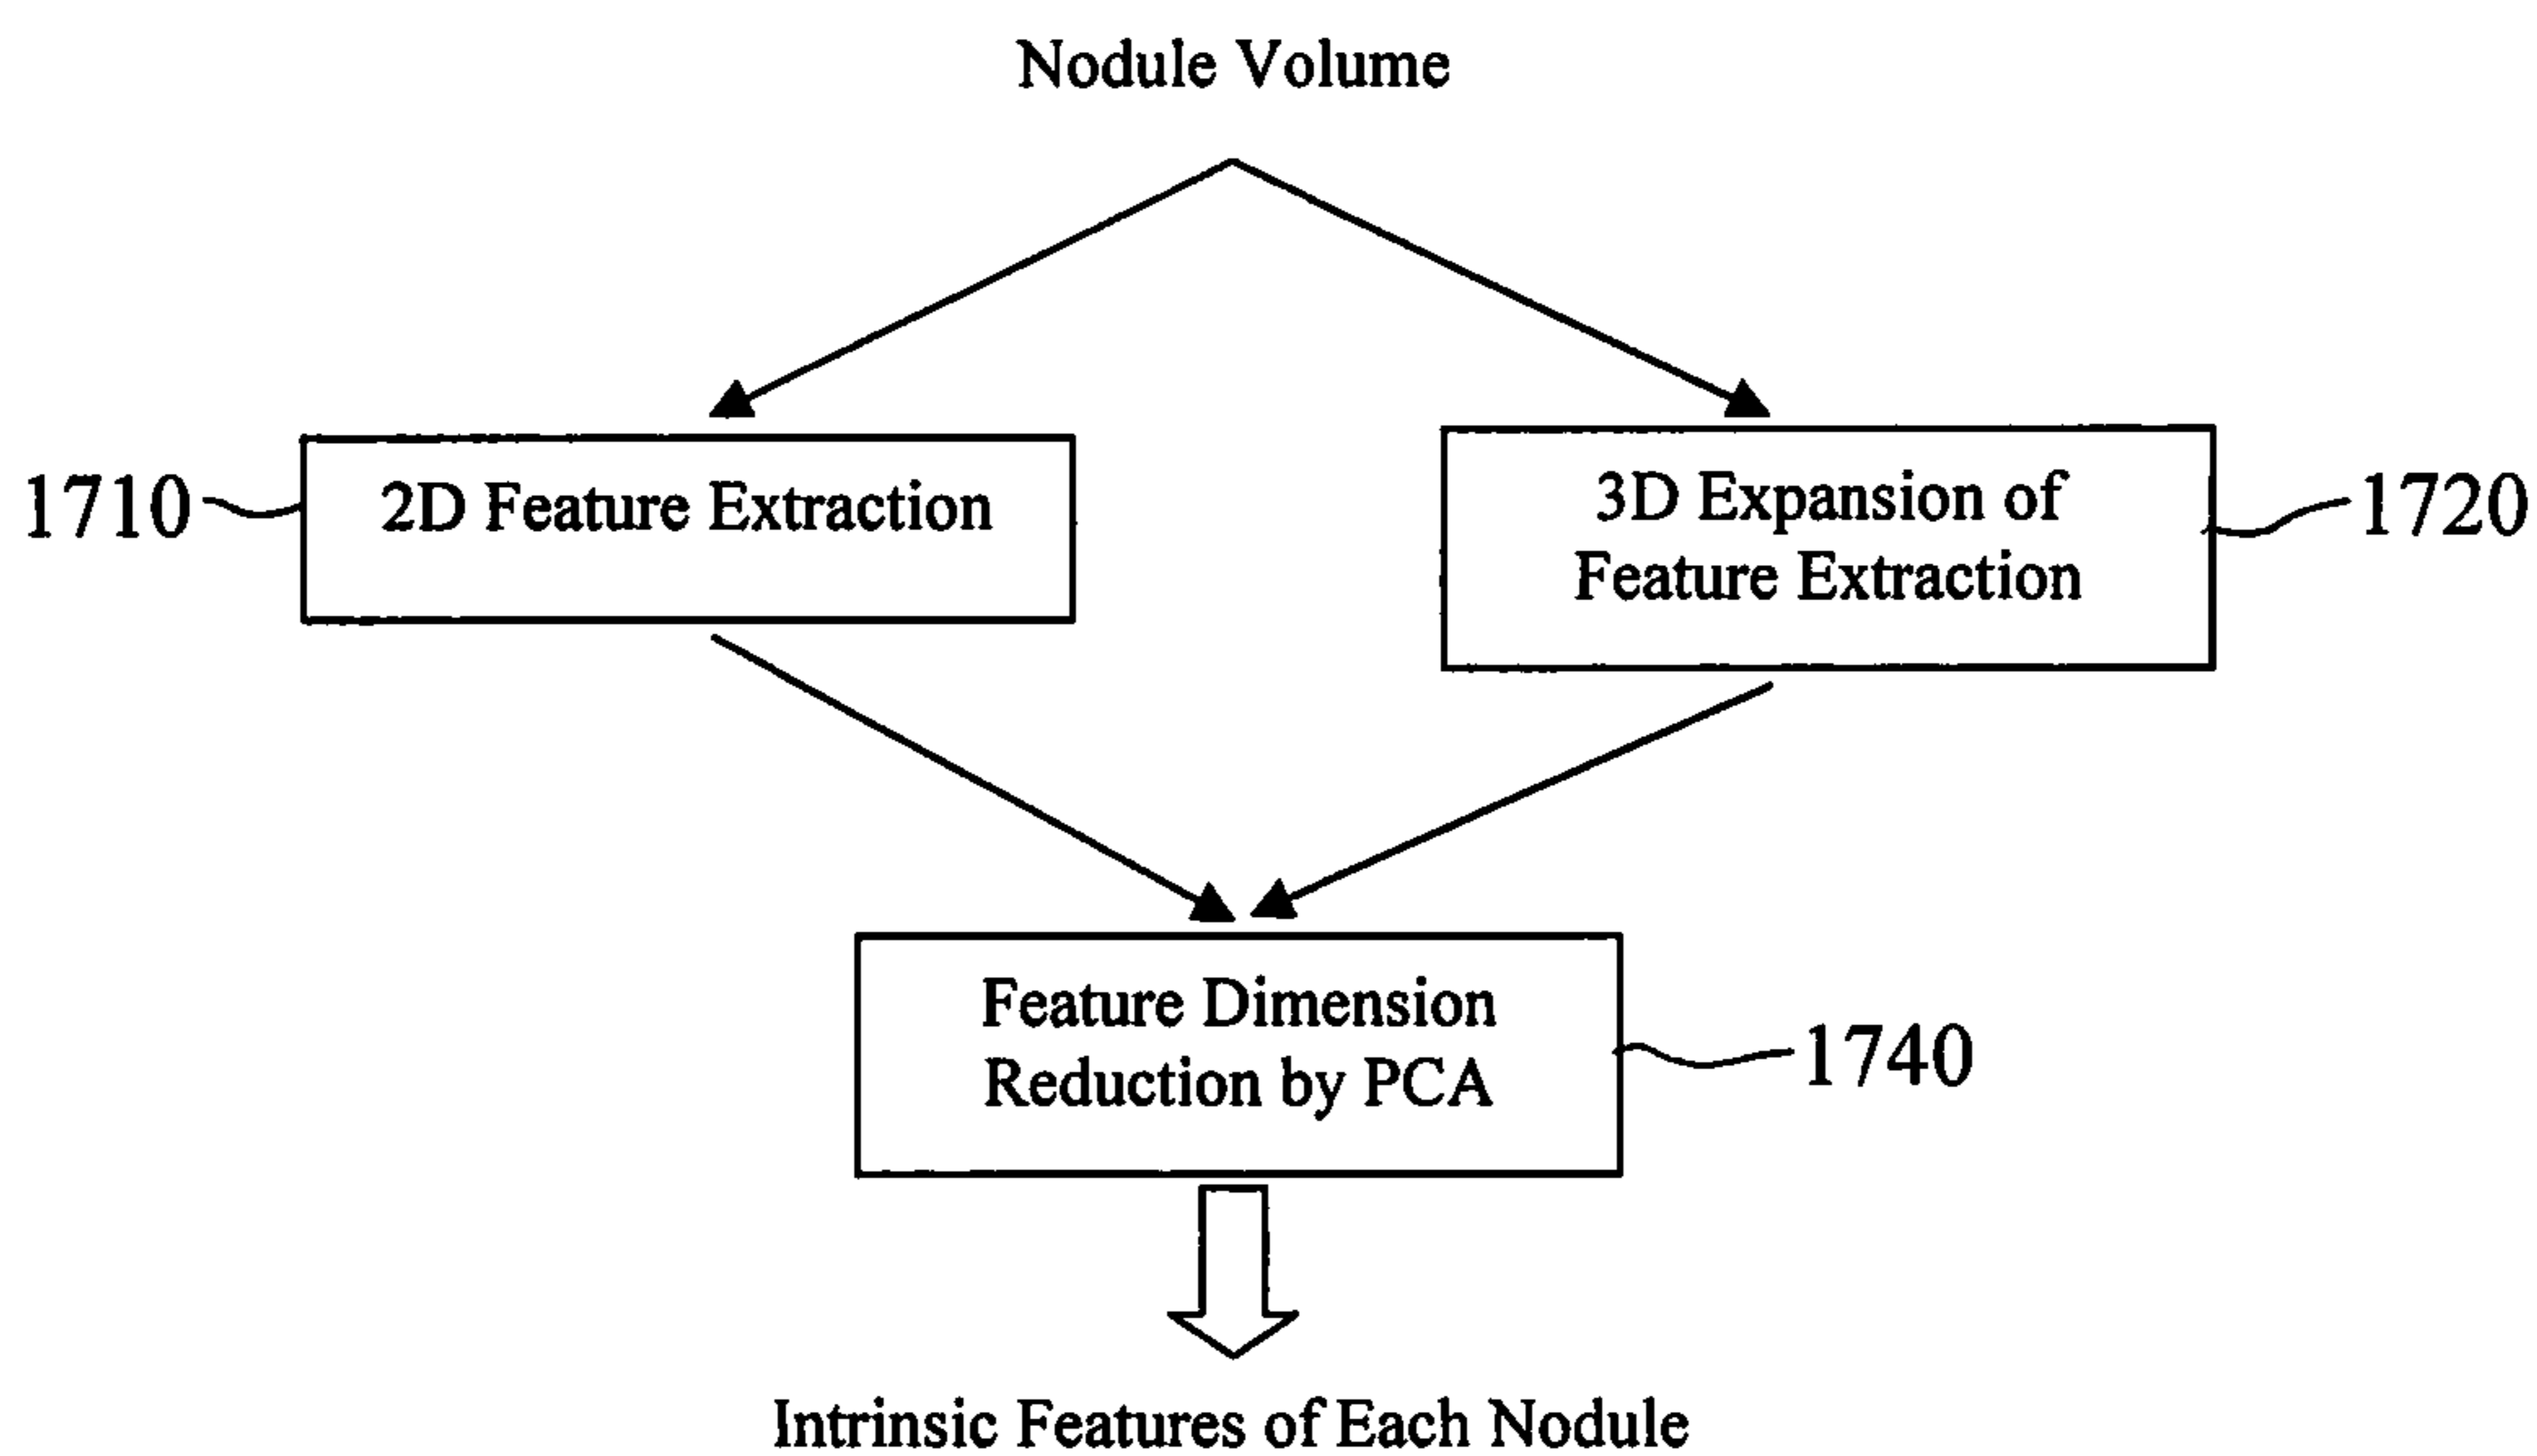 Nodule Volume
1710
2D Feature Extraction
3D Expansion of
Feature Extraction
1720
Feature Dimension
Reduction by PCA
1740
Intrinsic Features of Each Nodule